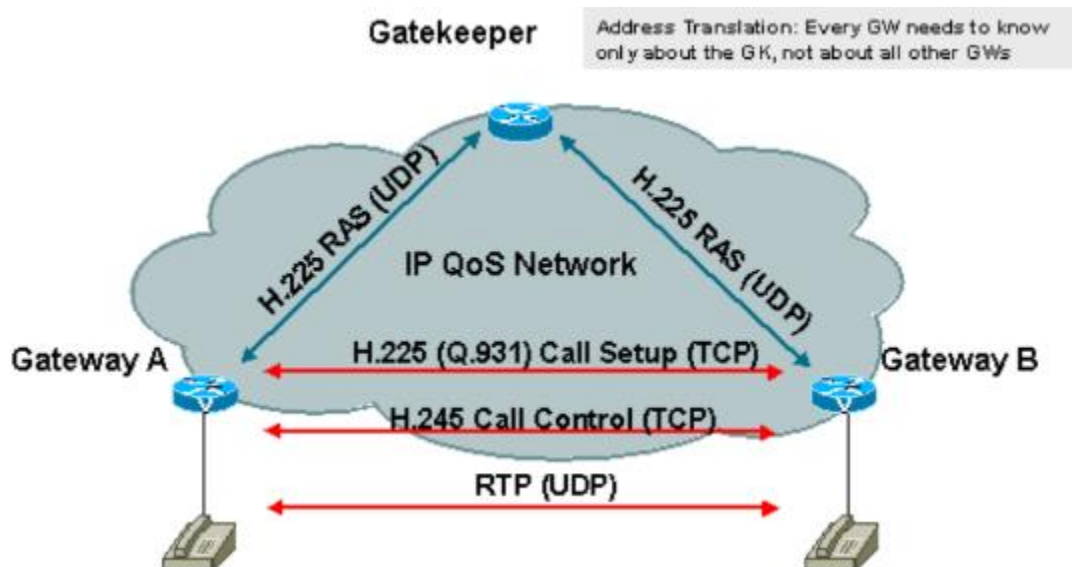 Gatekeeper
Address Translation: Every GW needs to know
only about the GK, not about all other GWs
H.225 RAS (UDP)
H.225 RAS (UDP)
IP QoS Network
Gateway A
H.225 (Q.931) Call Setup (TCP)
Gateway B
H.245 Call Control (TCP)
RTP (UDP)